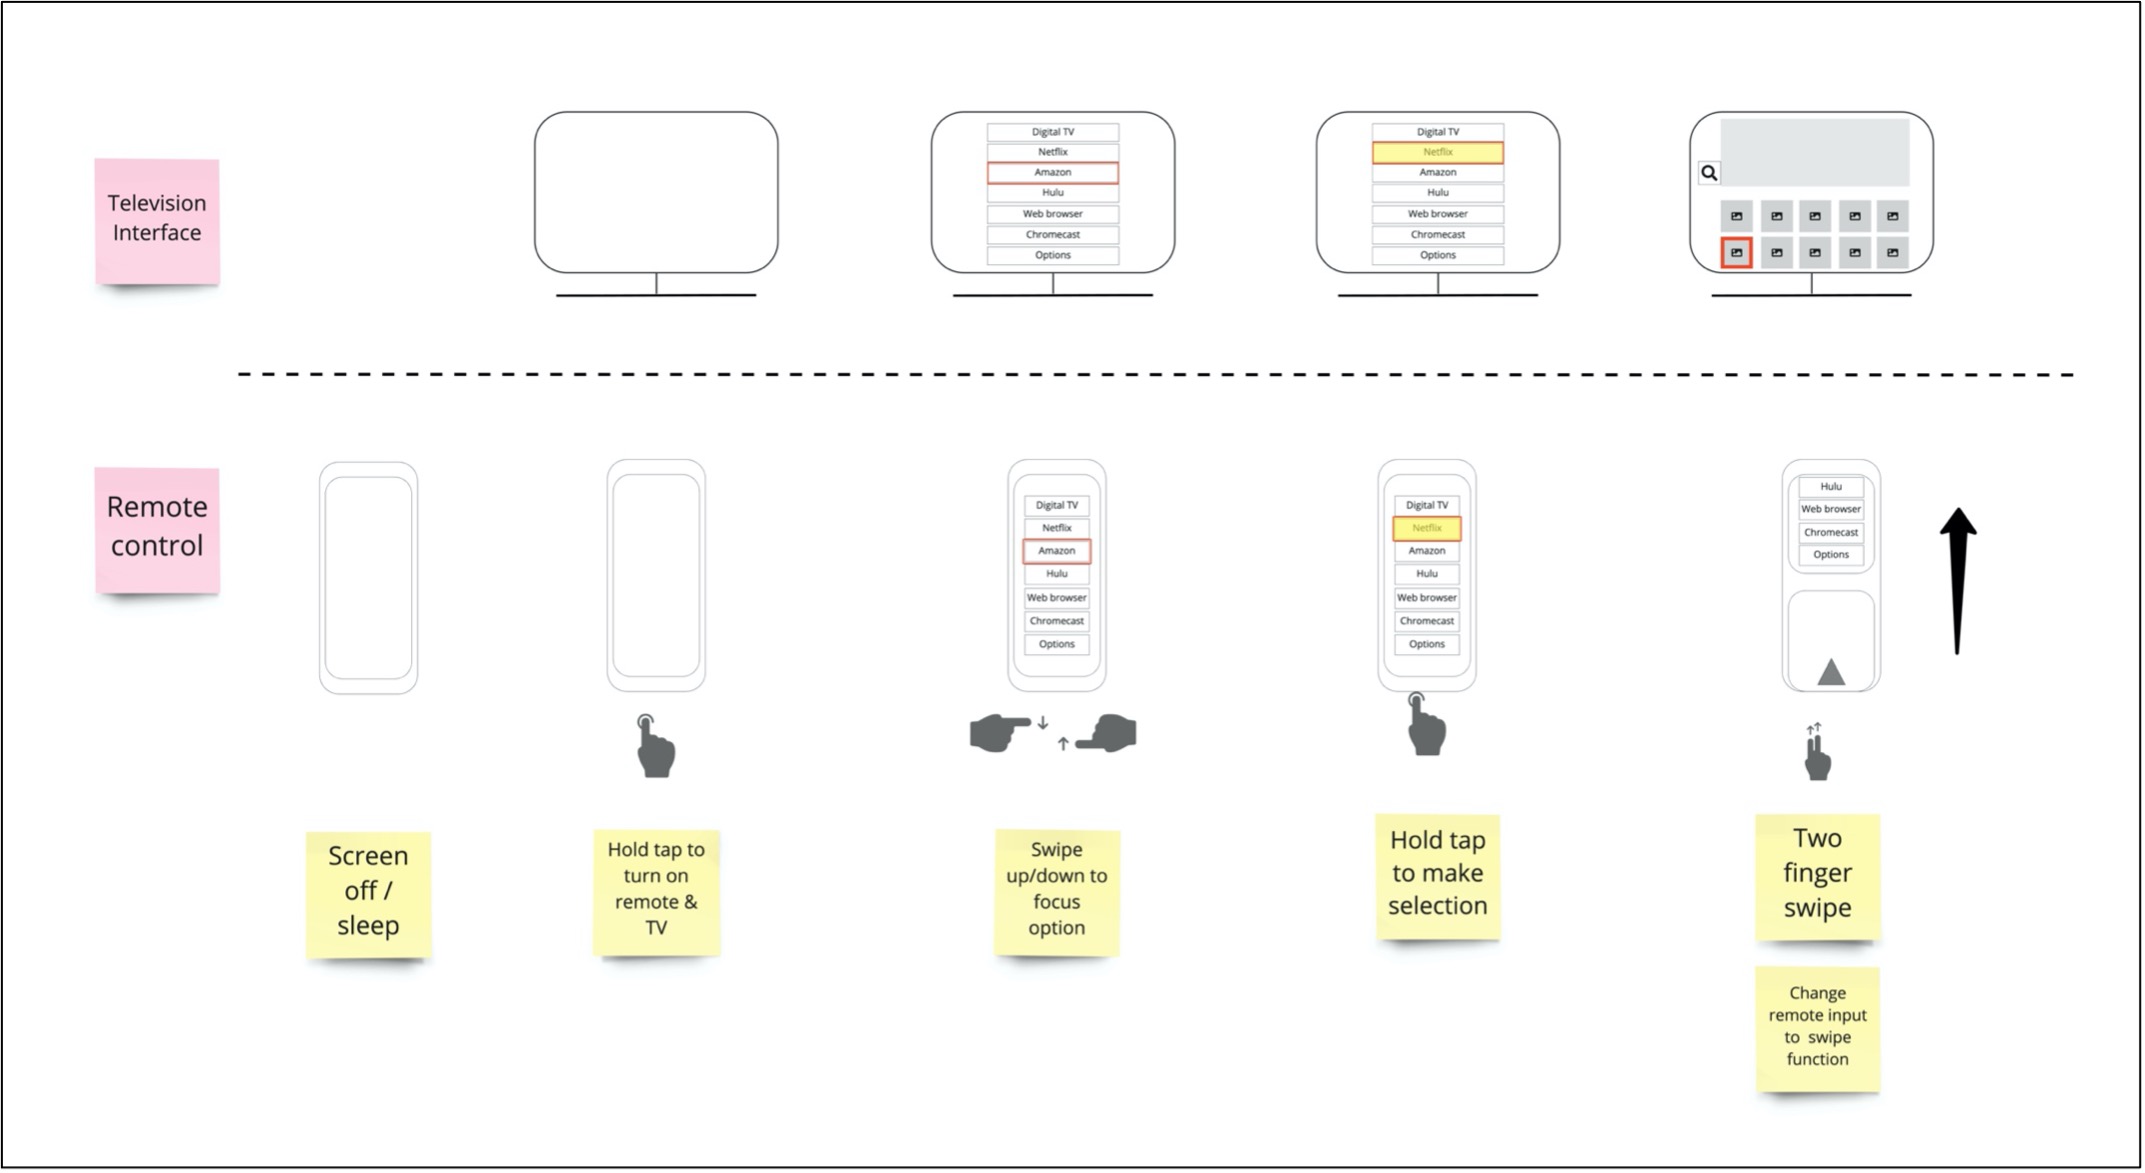 Television
Interface
Digital TV
Netflix
Amazon
Hulu
Web browser
Chromecast
Options
Digital TV
Netflix
Amazon
Hulu
Web browser
Chromecast
Options
Remote
control
Digital TV
Netflix
Amazon
Hulu
Web browser
Chromecast
Options
Digital TV
Netflix
Amazon
Hulu
Web browser
Chromecast
Options
Hulu
Web browser
Chromecast
Options
Screen
off /
sleep
Hold tap to
turn on
remote &
TV
Swipe
up/down to
focus
option
Hold tap
to make
selection
Two
finger
swipe
Change
remote input
to swipe
function